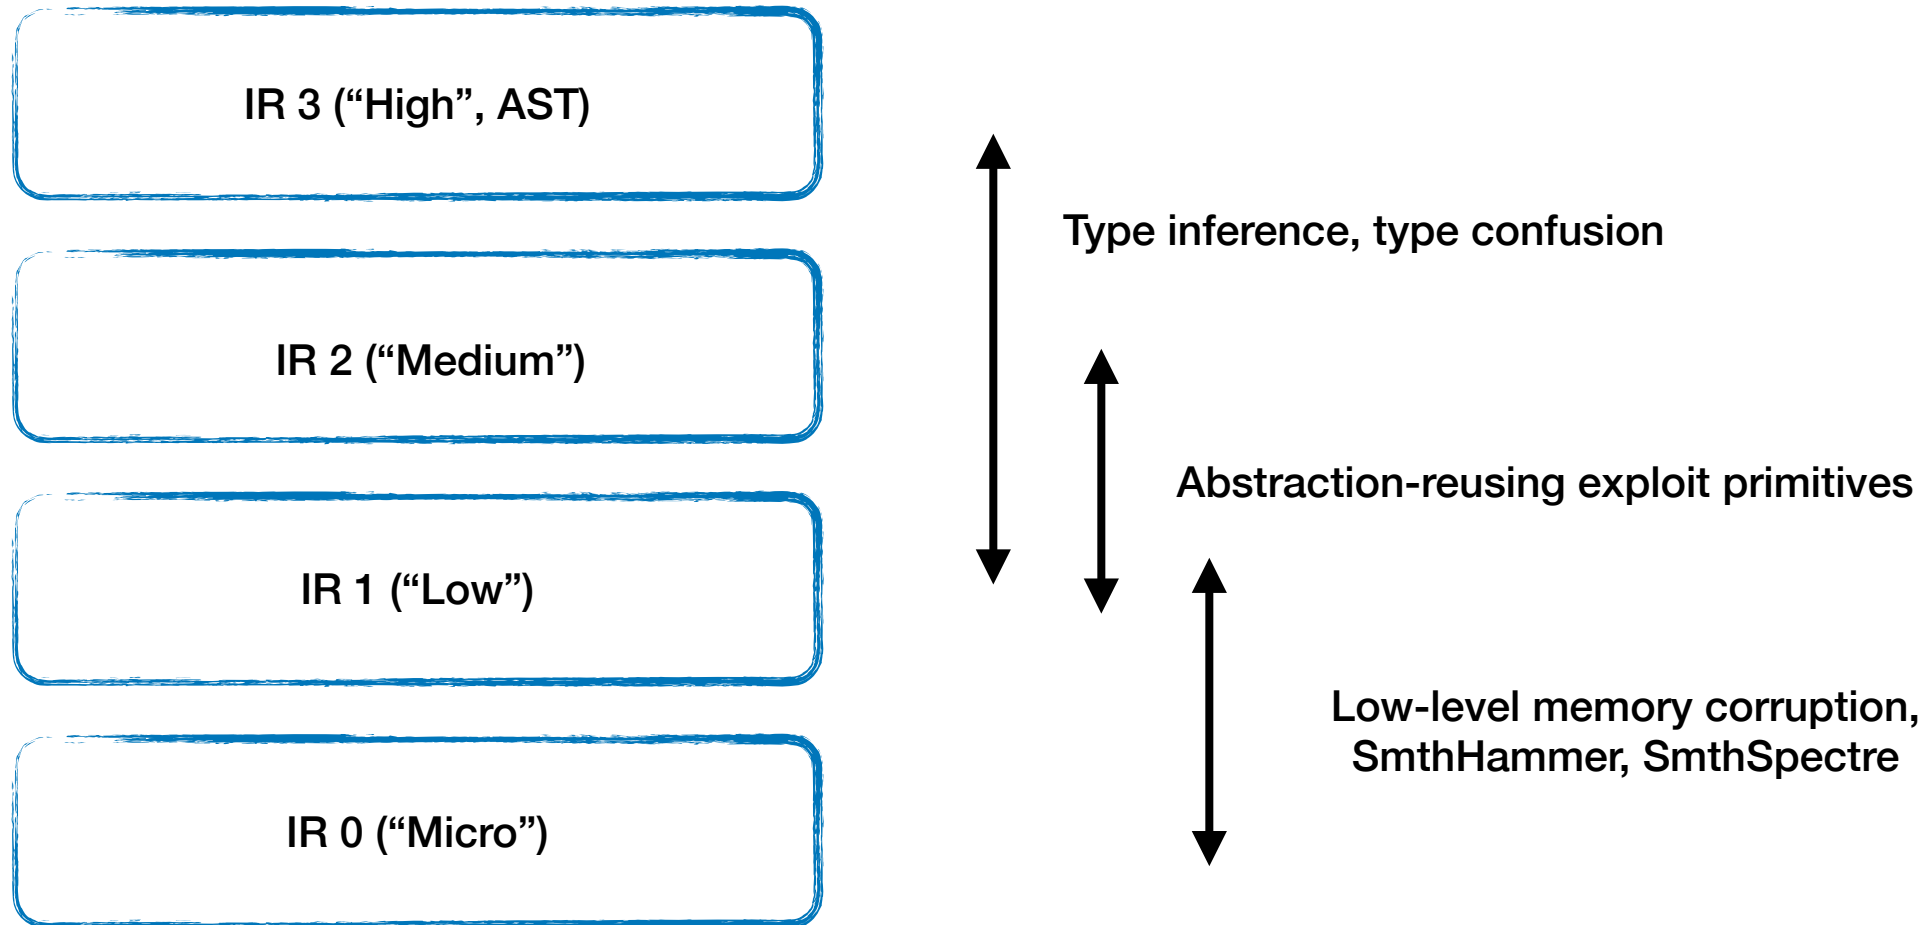 IR 3 (“High”, AST)
Type inference, type confusion
IR 2 (“Medium”)
Abstraction-reusing exploit primitives
IR 1 (“Low”)
Low-level memory corruption,
SmthHammer, SmthSpectre
IR 0 (“Micro”)